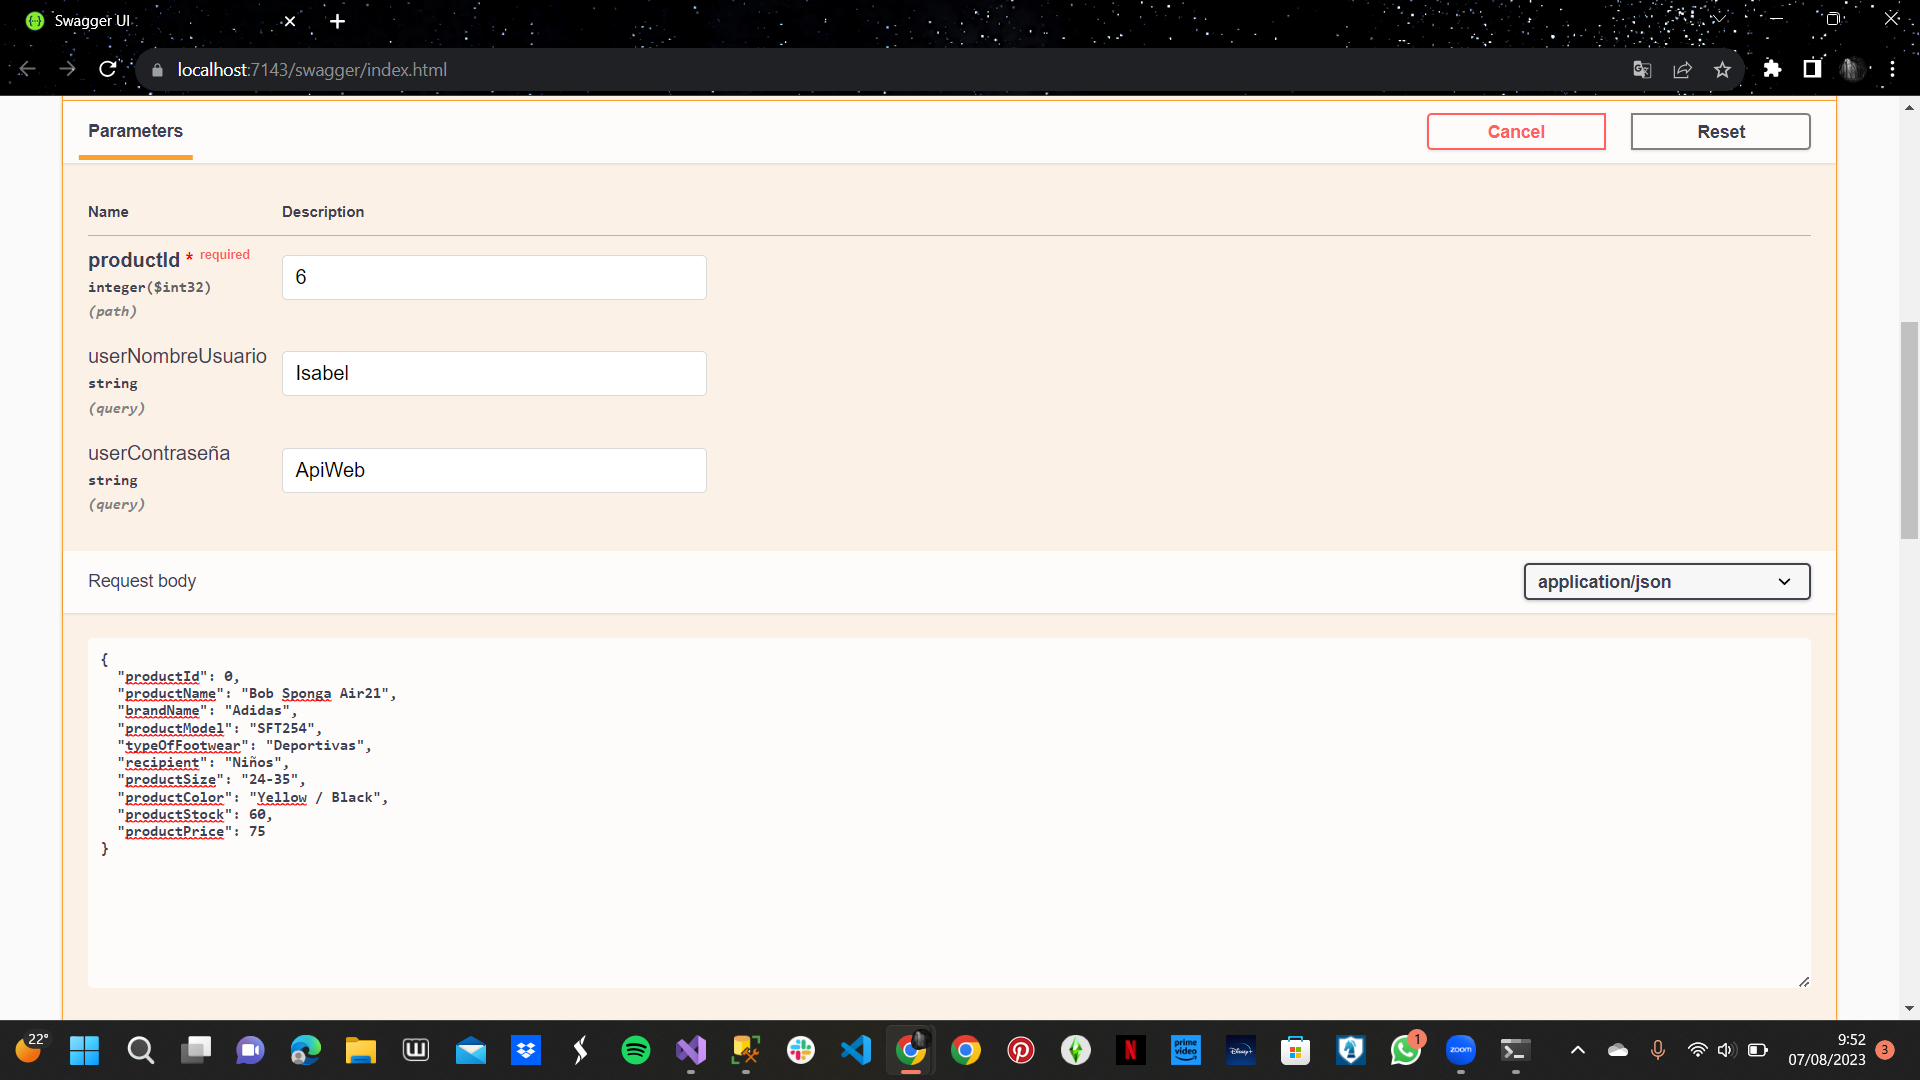 Swagger UI
localhost:7143/swagger/index.html
Parameters
Cancel
Reset
Name
Description
productId * required
integer($int32)
(path)
6
userNombreUsuario
string
(query)
Isabel
userContraseña
string
(query)
ApiWeb
Request body
application/json
{
"productId": 0,
"productName": "Bob Sponga Air21",
"brandName": "Adidas",
"productModel": "SFT254",
"typeOfFootwear": "Deportivas",
"recipient": "Niños",
"productSize": "24-35",
"productColor": "Yellow / Black",
"productStock": 60,
"productPrice": 75
}
22°
prime video
Disney+
1
zoom
9:52
07/08/2023
3